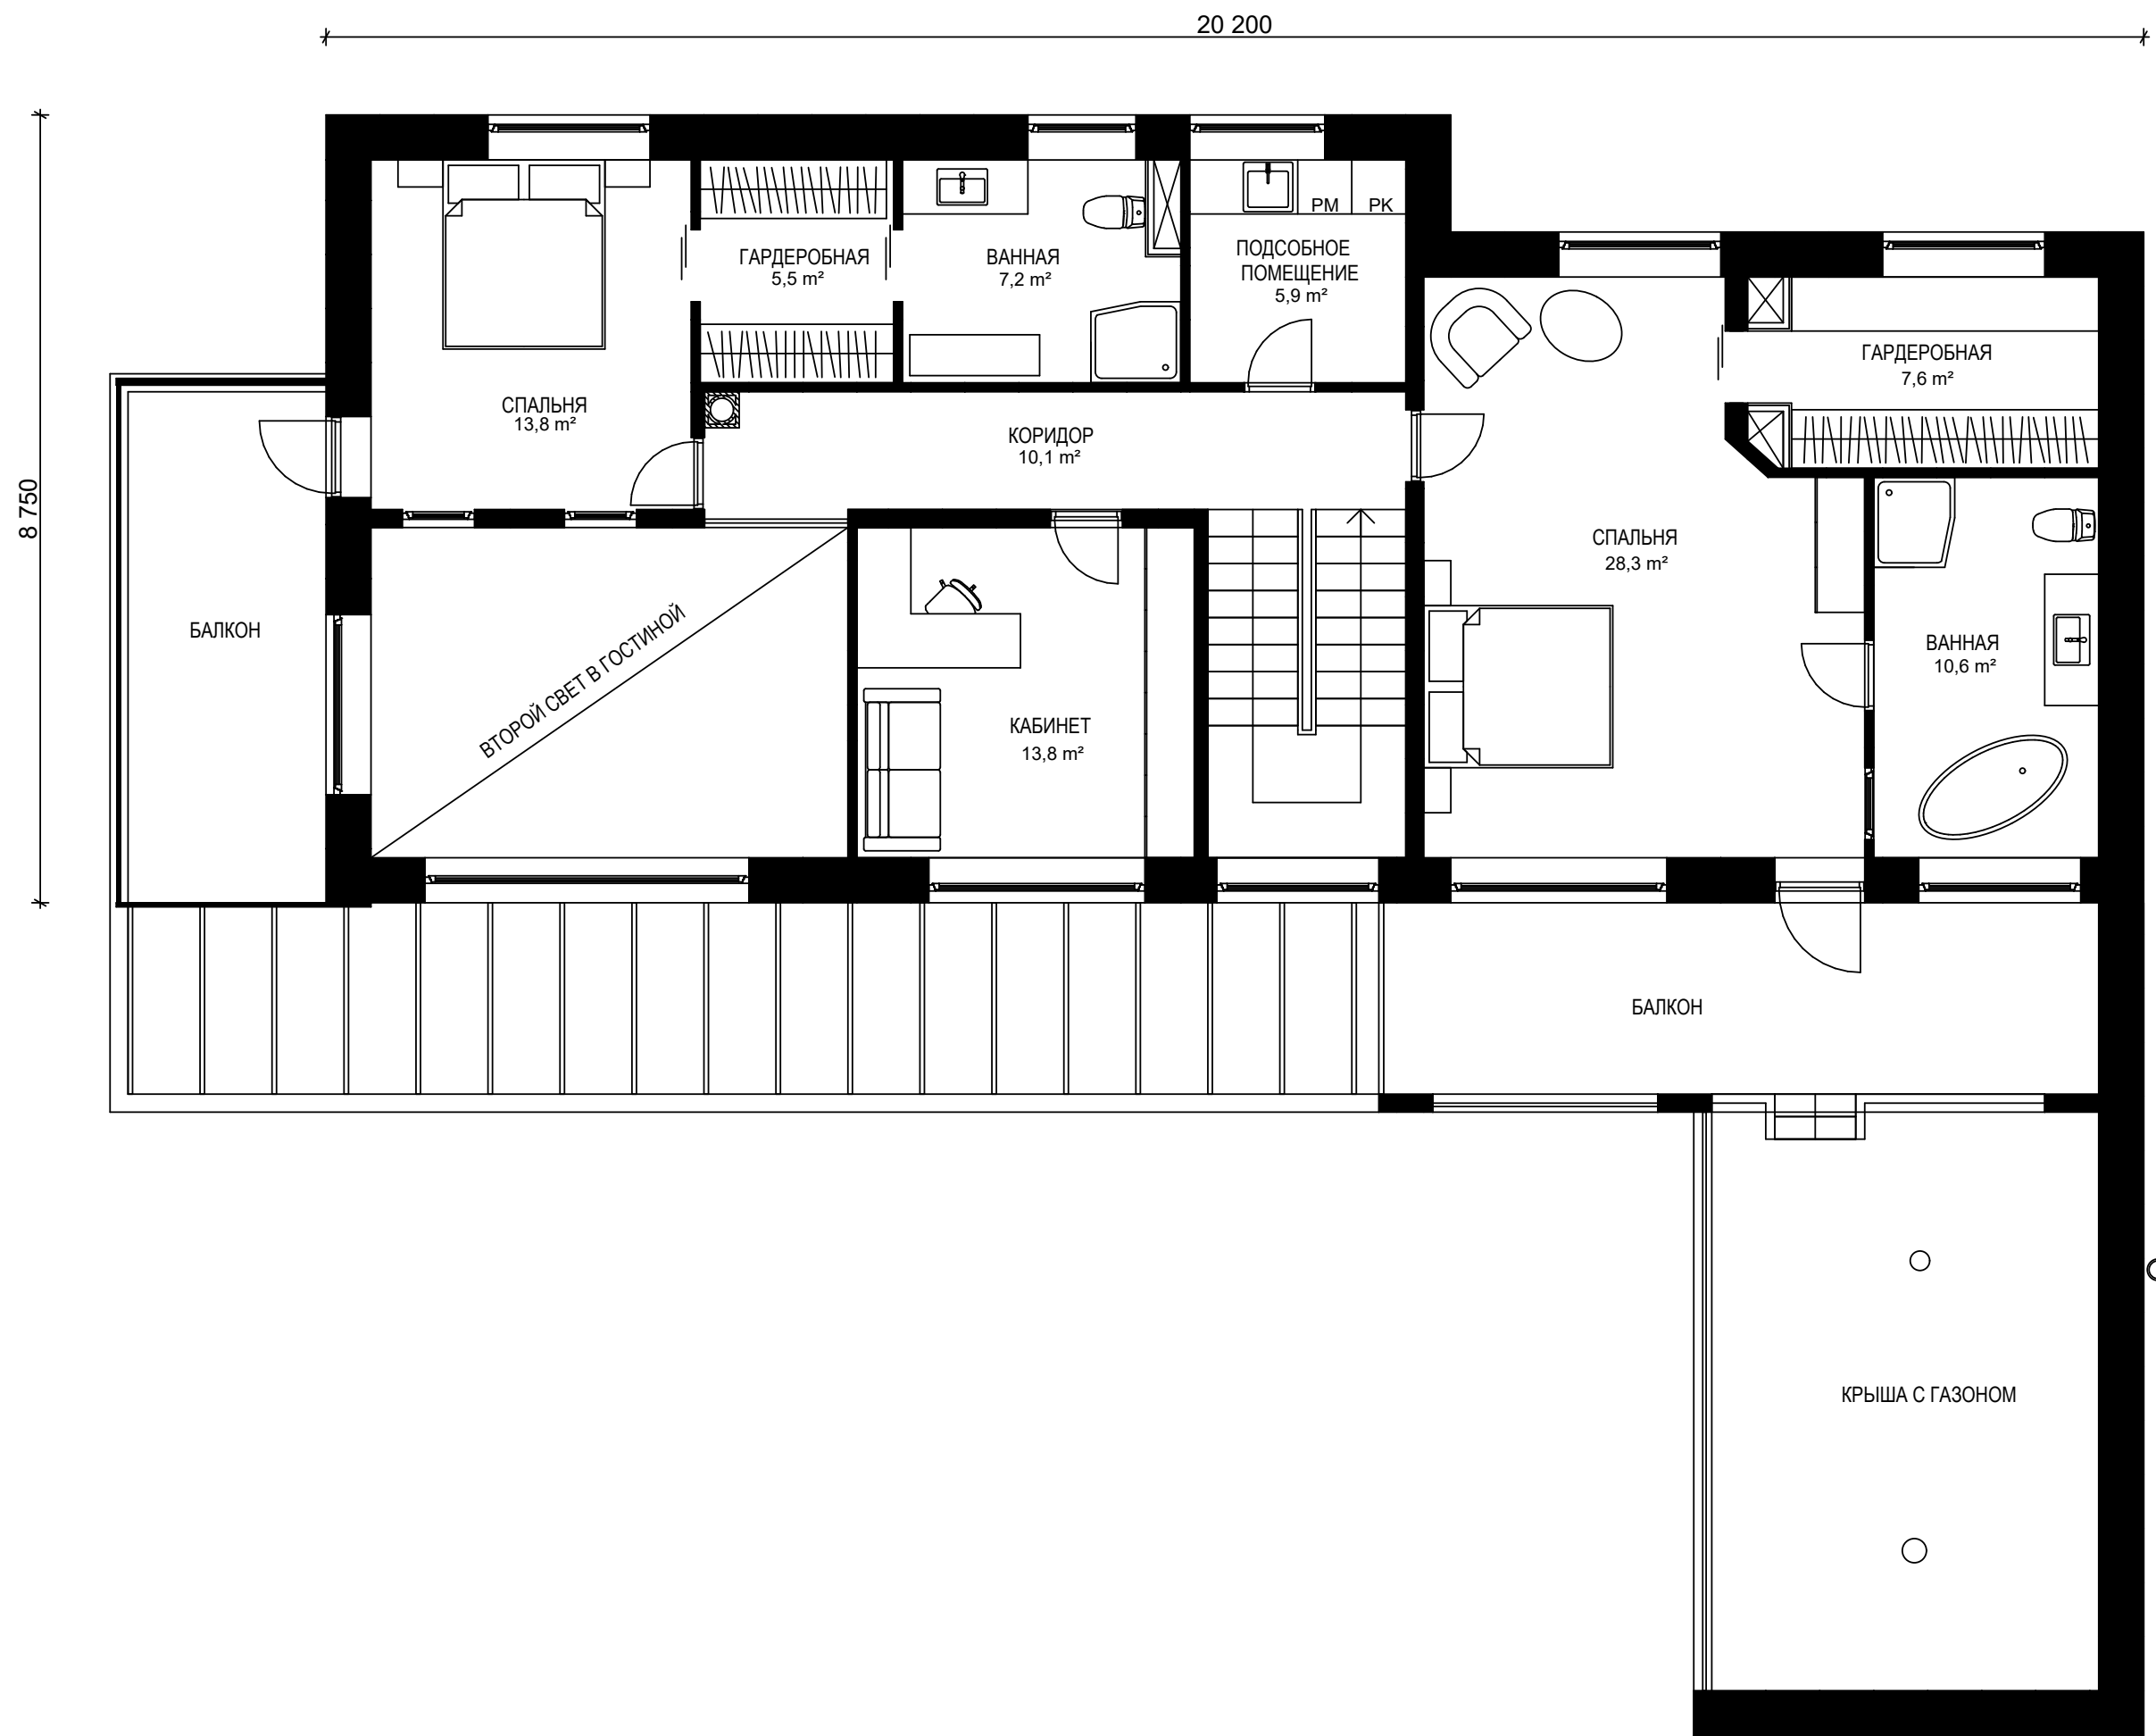 20 200
8 750
PM
PK
ГАРДЕРОБНАЯ
5,5 m²
ВАННАЯ
7,2 m²
ПОДСОБНОЕ
ПОМЕЩЕНИЕ
5,9 m²
ГАРДЕРОБНАЯ
7,6 m²
СПАЛЬНЯ
13,8 m²
КОРИДОР
10,1 m²
СПАЛЬНЯ
28,3 m²
БАЛКОН
ВТОРОЙ СВЕТ В ГОСТИНОЙ
ВАННАЯ
10,6 m²
КАБИНЕТ
13,8 m²
БАЛКОН
КРЫША С ГАЗОНОМ